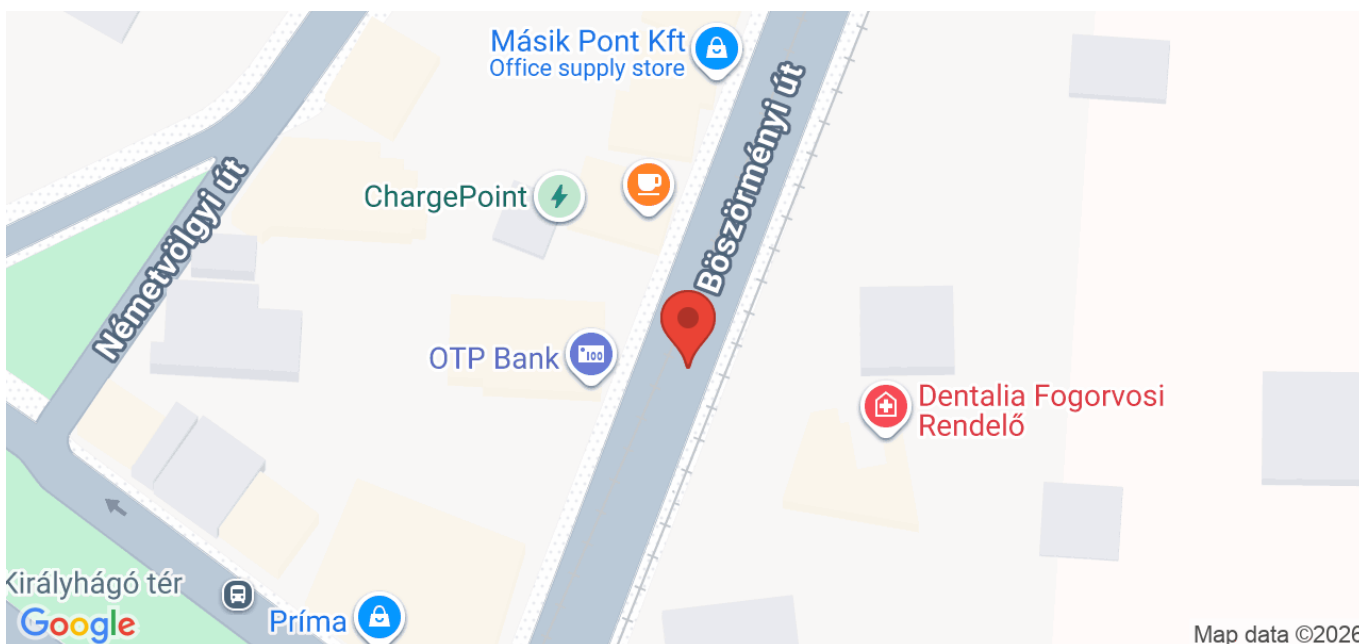 Másik Pont Kft
Office supply store
Böszörményi út
ChargePoint
Németvölgyi út
100
OTP Bank
Dentalia Fogorvosi
Rendelő
Királyhágó tér
Google
Príma
Map data ©2026